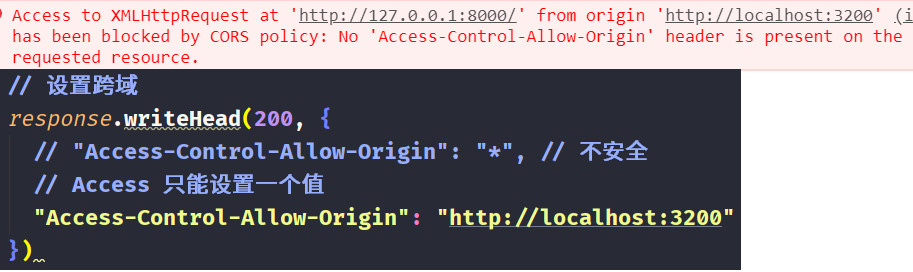 Access to XMLHttpRequest at 'http://127.0.0.1:8000/' from origin 'http://localhost:3200' (i
has been blocked by CORS policy: No 'Access-Control-Allow-Origin' header is present on the
requested resource.
// 设置跨域
response.writeHead(200, {
// "Access-Control-Allow-Origin": "*", // 不安全
// Access 只能设置一个值
"Access-Control-Allow-Origin": "http://localhost:3200"
})